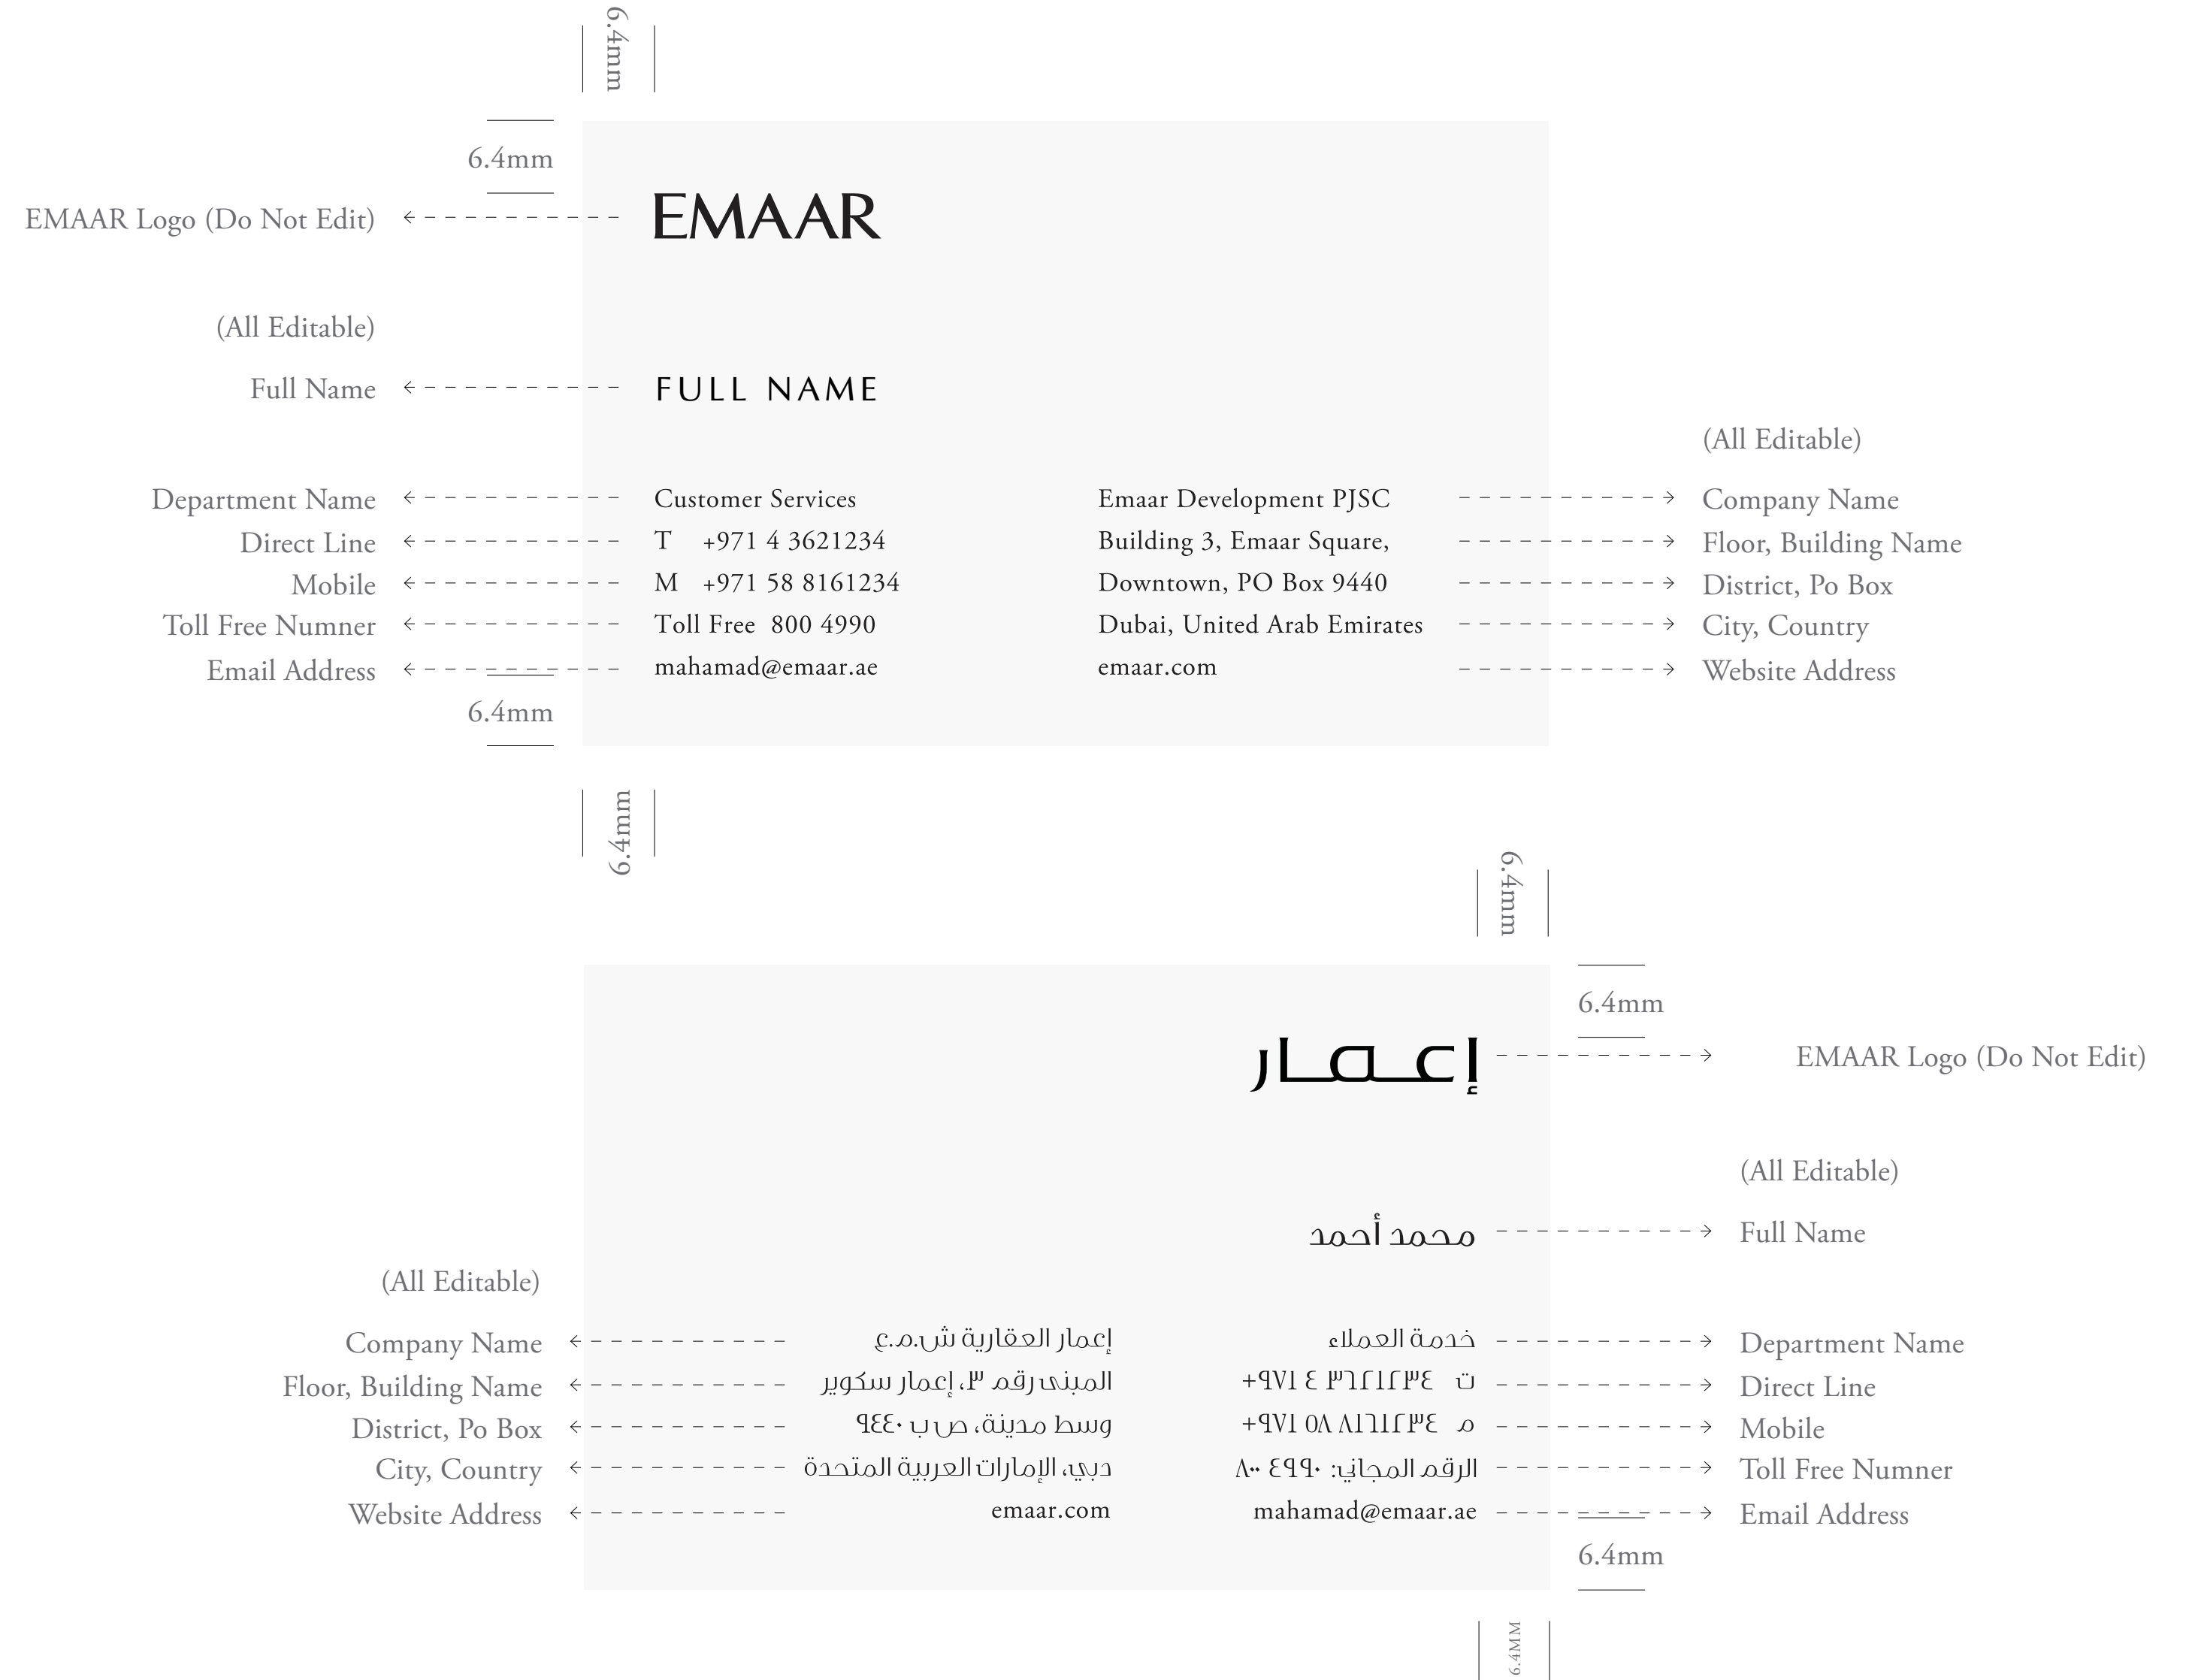 6.4mm
6.4mm
EMAAR Logo (Do Not Edit)
EMAAR
(All Editable)
Full Name
FULL NAME
(All Editable)
Department Name
Customer Services
Emaar Development PJSC
Company Name
Direct Line
T +971 4 3621234
Building 3, Emaar Square,
Floor, Building Name
Mobile
M +971 58 8161234
Downtown, PO Box 9440
District, Po Box
Toll Free Numner
Toll Free 800 4990
Dubai, United Arab Emirates
City, Country
Email Address
mahamad@emaar.ae
emaar.com
Website Address
6.4mm
6.4mm
6.4mm
6.4mm
إعمار
EMAAR Logo (Do Not Edit)
(All Editable)
محمد أحمد
Full Name
(All Editable)
Company Name
إعمار العقارية ش.م.ع
خدمة العملاء
Department Name
Floor, Building Name
المبنى رقم ٣، إعمار سكوير
ت ٣٦٢١٢٣٤ ٤ ٩٧١+
Direct Line
District, Po Box
وسط مدينة، ص ب ٩٤٤٠
م ٨١٦١٢٣٤ ٥٨ ٩٧١+
Mobile
City, Country
دبي، الإمارات العربية المتحدة
الرقم المجاني: ٤٩٩٠ ٨٠٠
Toll Free Numner
Website Address
emaar.com
mahamad@emaar.ae
Email Address
6.4mm
6.4MM